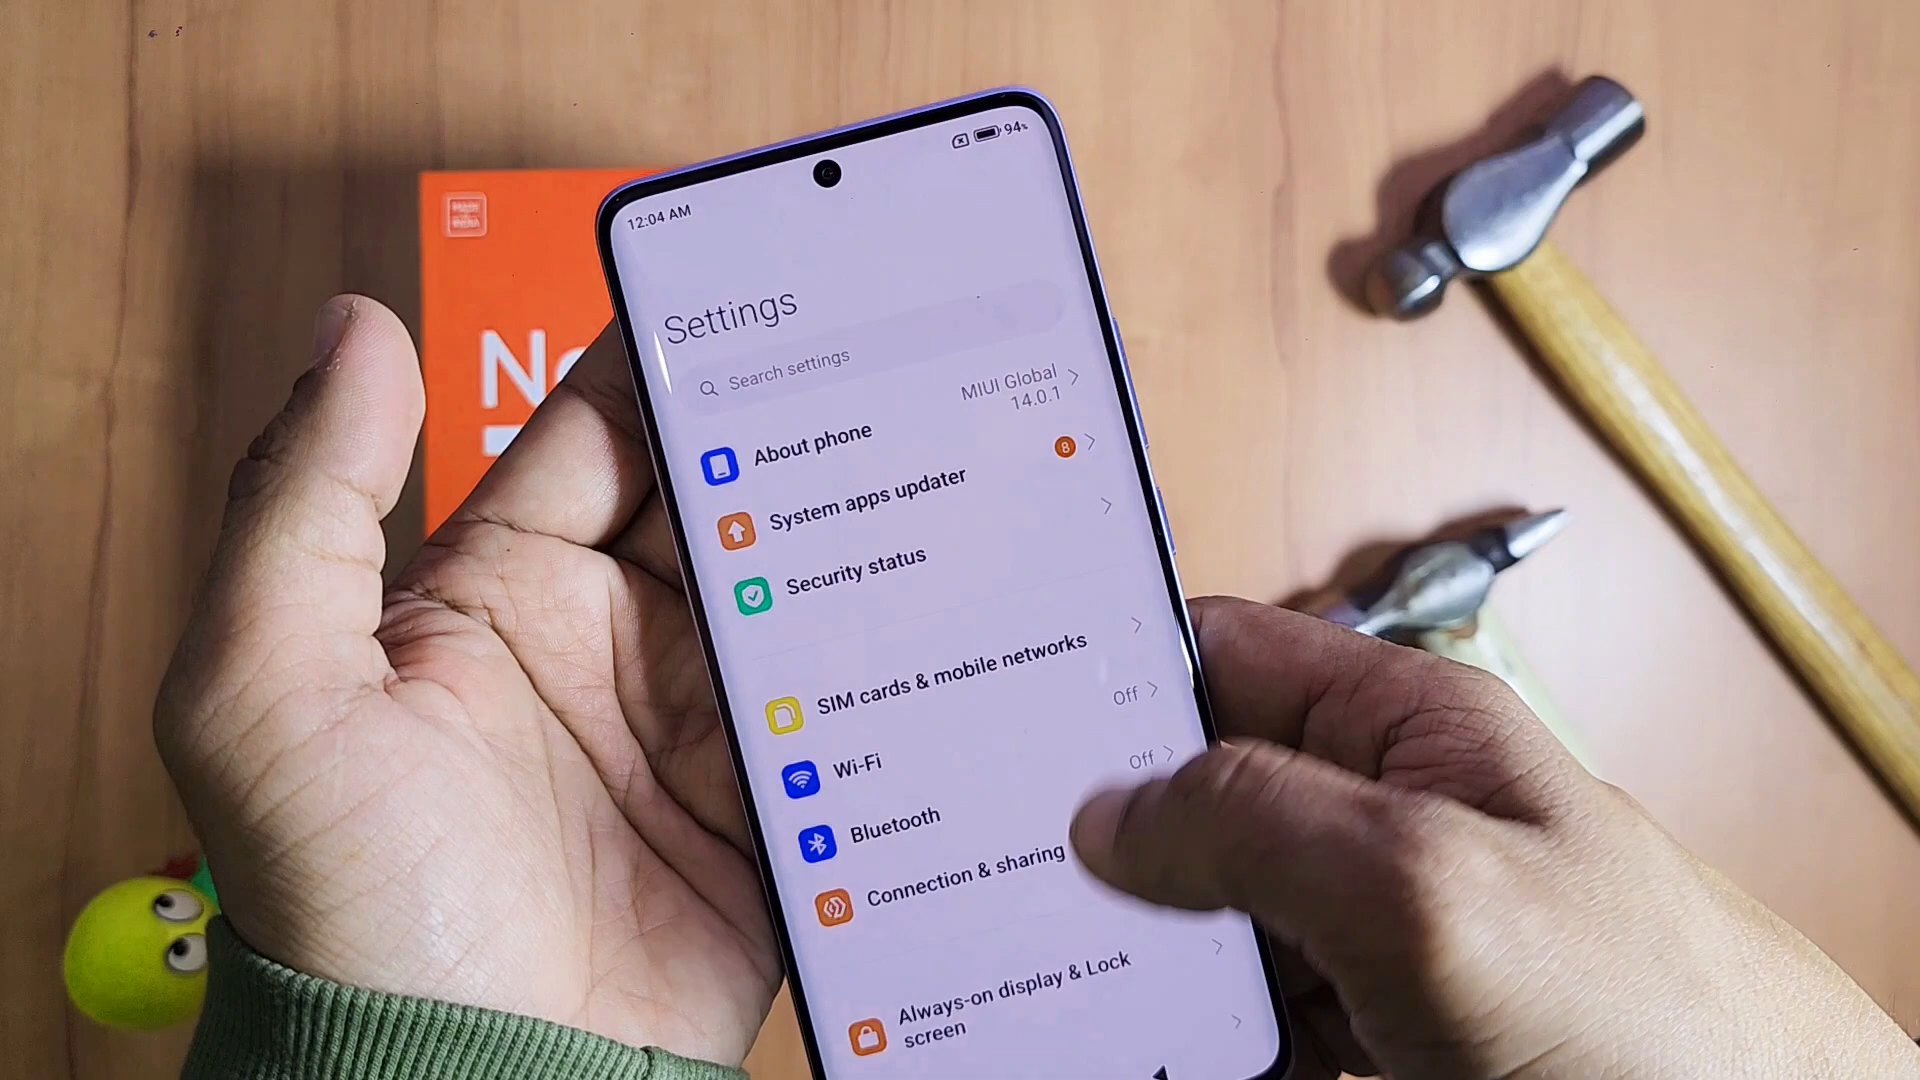 94%
12:04 AM
Settings
Search settings
MIUI Global
14.0.1
About phone
8
System apps updater
Security status
SIM cards & mobile networks
Off
Wi-Fi
Off
Bluetooth
Connection & sharing
Always-on display & Lock
screen